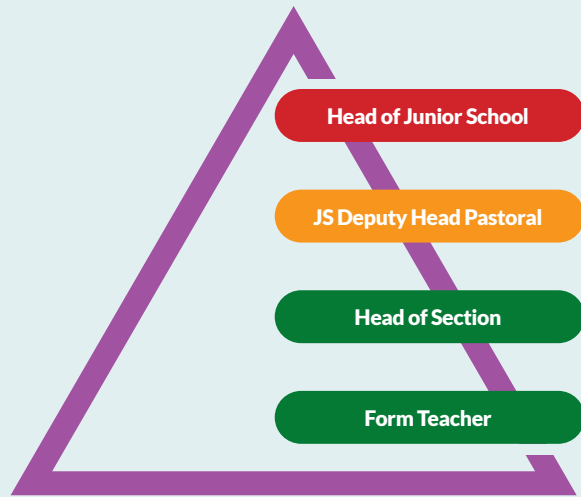 Head of Junior School
JS Deputy Head Pastoral
Head of Section
Form Teacher